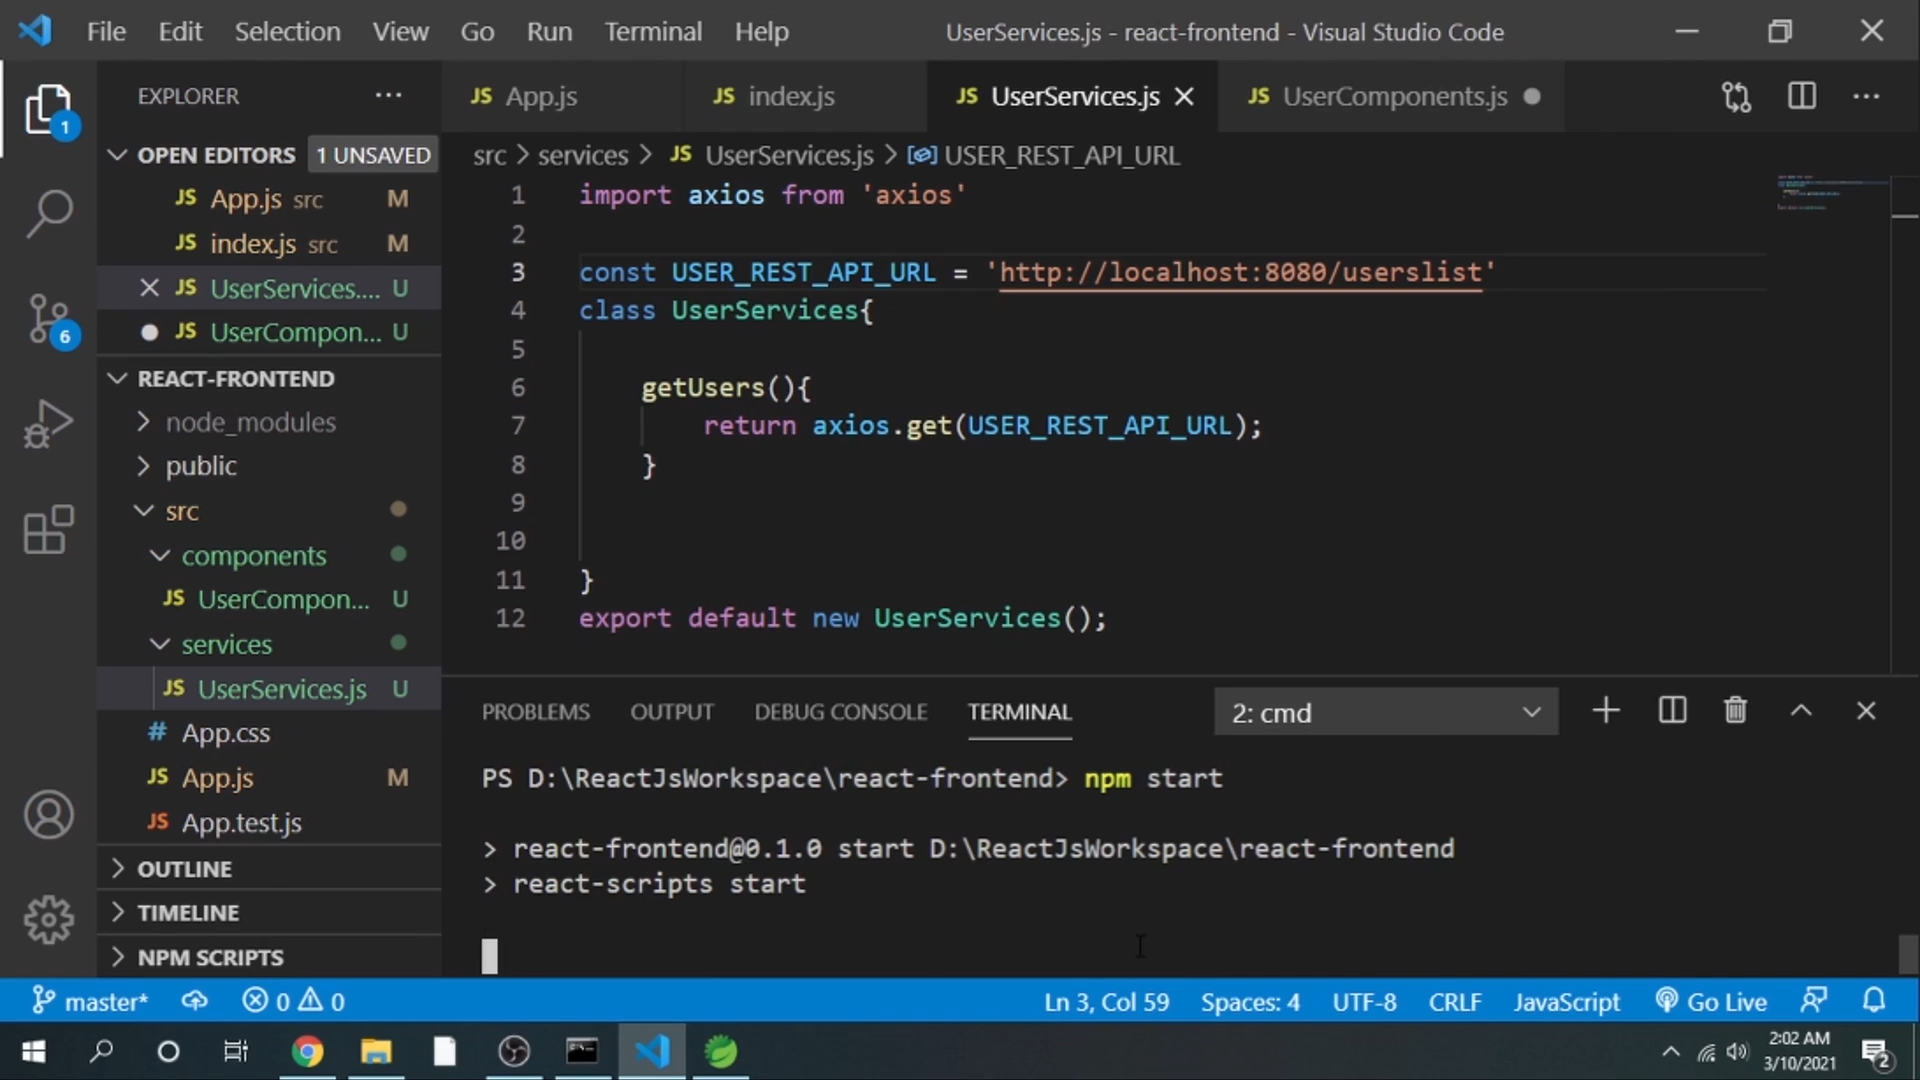 File Edit Selection View Go Run Terminal Help UserServices.js - react-frontend - Visual Studio Code
EXPLORER
JS App.js JS index.js JS UserServices.js JS UserComponents.js
1
OPEN EDITORS 1 UNSAVED
JS App.js src M
JS index.js src M
JS UserServices.... U
JS UserCompon... U
6
REACT-FRONTEND
node_modules
public
src
components
JS UserCompon... U
services
JS UserServices.js U
# App.css
JS App.js M
JS App.test.js
OUTLINE
TIMELINE
NPM SCRIPTS
src > services > JS UserServices.js > USER_REST_API_URL
1 import axios from 'axios'
2
3 const USER_REST_API_URL = 'http://localhost:8080/userslist'
4 class UserServices{
5
6 getUsers(){
7 return axios.get(USER_REST_API_URL);
8 }
9
10
11 }
12 export default new UserServices();
PROBLEMS OUTPUT DEBUG CONSOLE TERMINAL 2: cmd
PS D:\ReactJsWorkspace\react-frontend> npm start
> react-frontend@0.1.0 start D:\ReactJsWorkspace\react-frontend
> react-scripts start
master* 0 0 Ln 3, Col 59 Spaces: 4 UTF-8 CRLF JavaScript Go Live
2:02 AM
3/10/2021
2